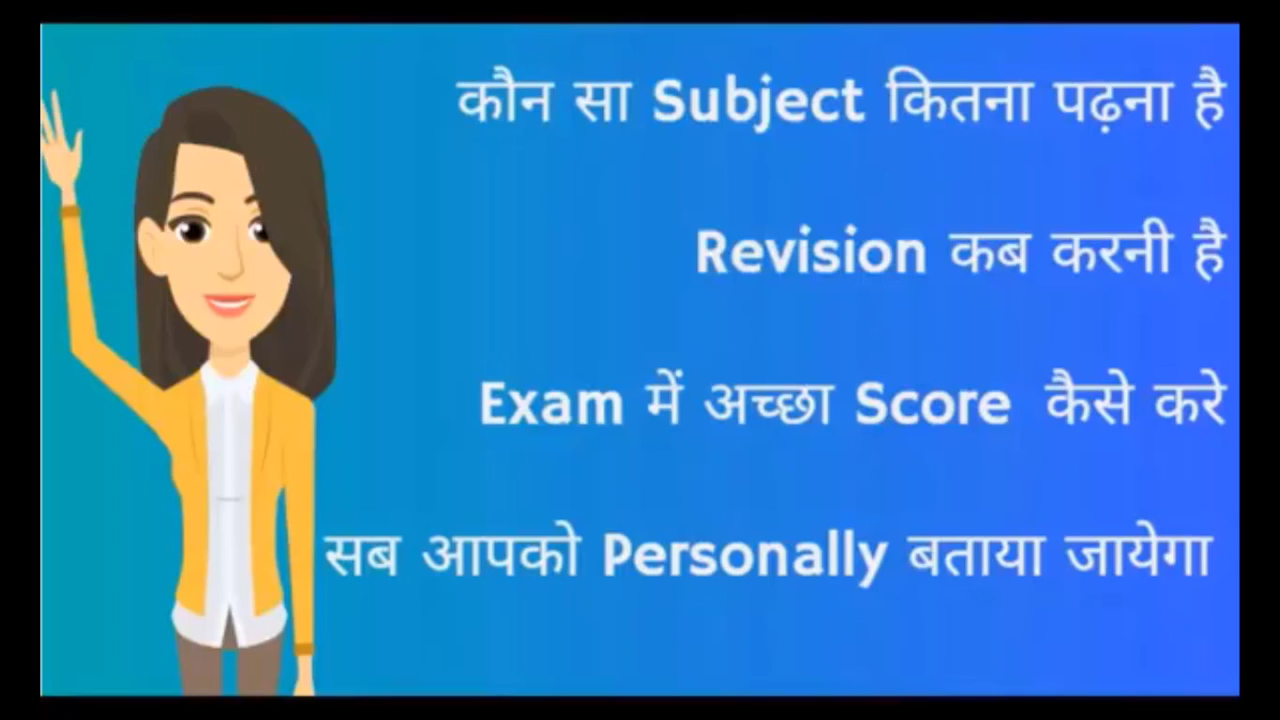 कौन सा Subject कितना पढ़ना है
Revision कब करनी है
Exam में अच्छा Score कैसे करे
सब आपको Personally बताया जायेगा